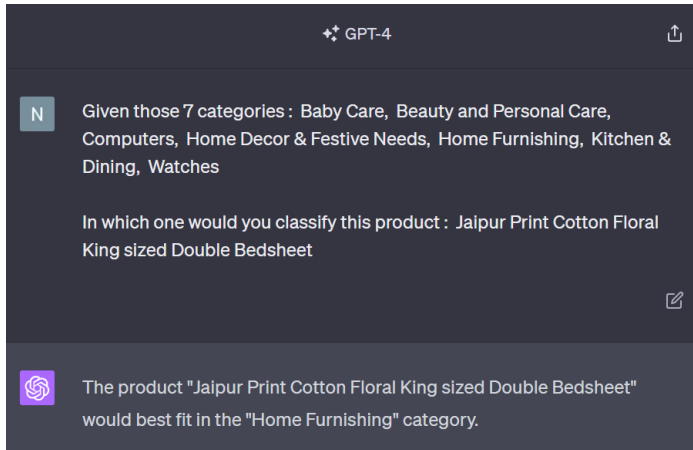 GPT-4
N
Given those 7 categories : Baby Care, Beauty and Personal Care,
Computers, Home Decor & Festive Needs, Home Furnishing, Kitchen &
Dining, Watches
In which one would you classify this product : Jaipur Print Cotton Floral
King sized Double Bedsheet
The product "Jaipur Print Cotton Floral King sized Double Bedsheet"
would best fit in the "Home Furnishing" category.